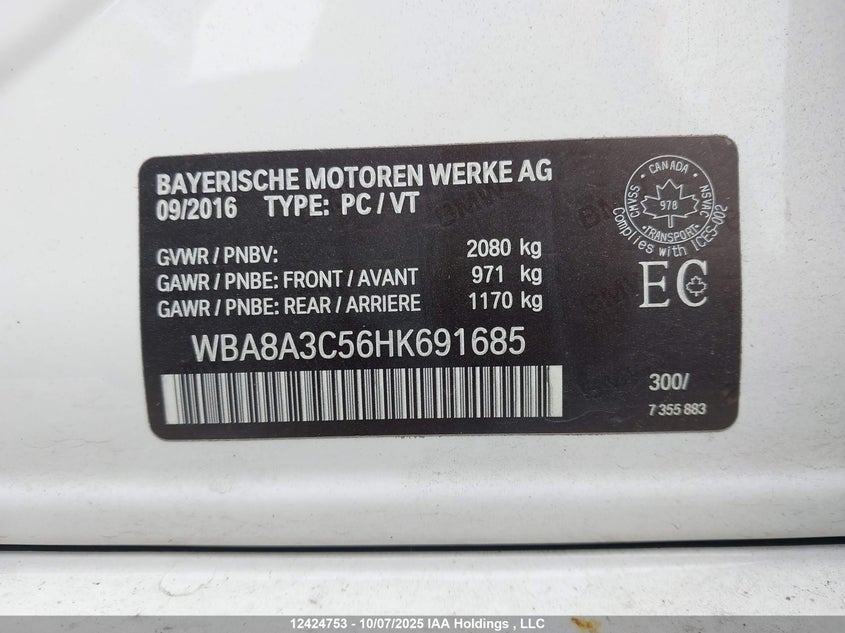 BAYERISCHE MOTOREN WERKE AG
09/2016 TYPE: PC / VT
GVWR / PNBV: 2080 kg
GAWR / PNBE: FRONT / AVANT 971 kg
GAWR / PNBE: REAR / ARRIERE 1170 kg
WBA8A3C56HK691685
CANADA
CMVSS 978 NSVAC
TRANSPORT
Complies with ICES-002
EC
300/
7 355 883
12424753 - 10/07/2025 IAA Holdings , LLC